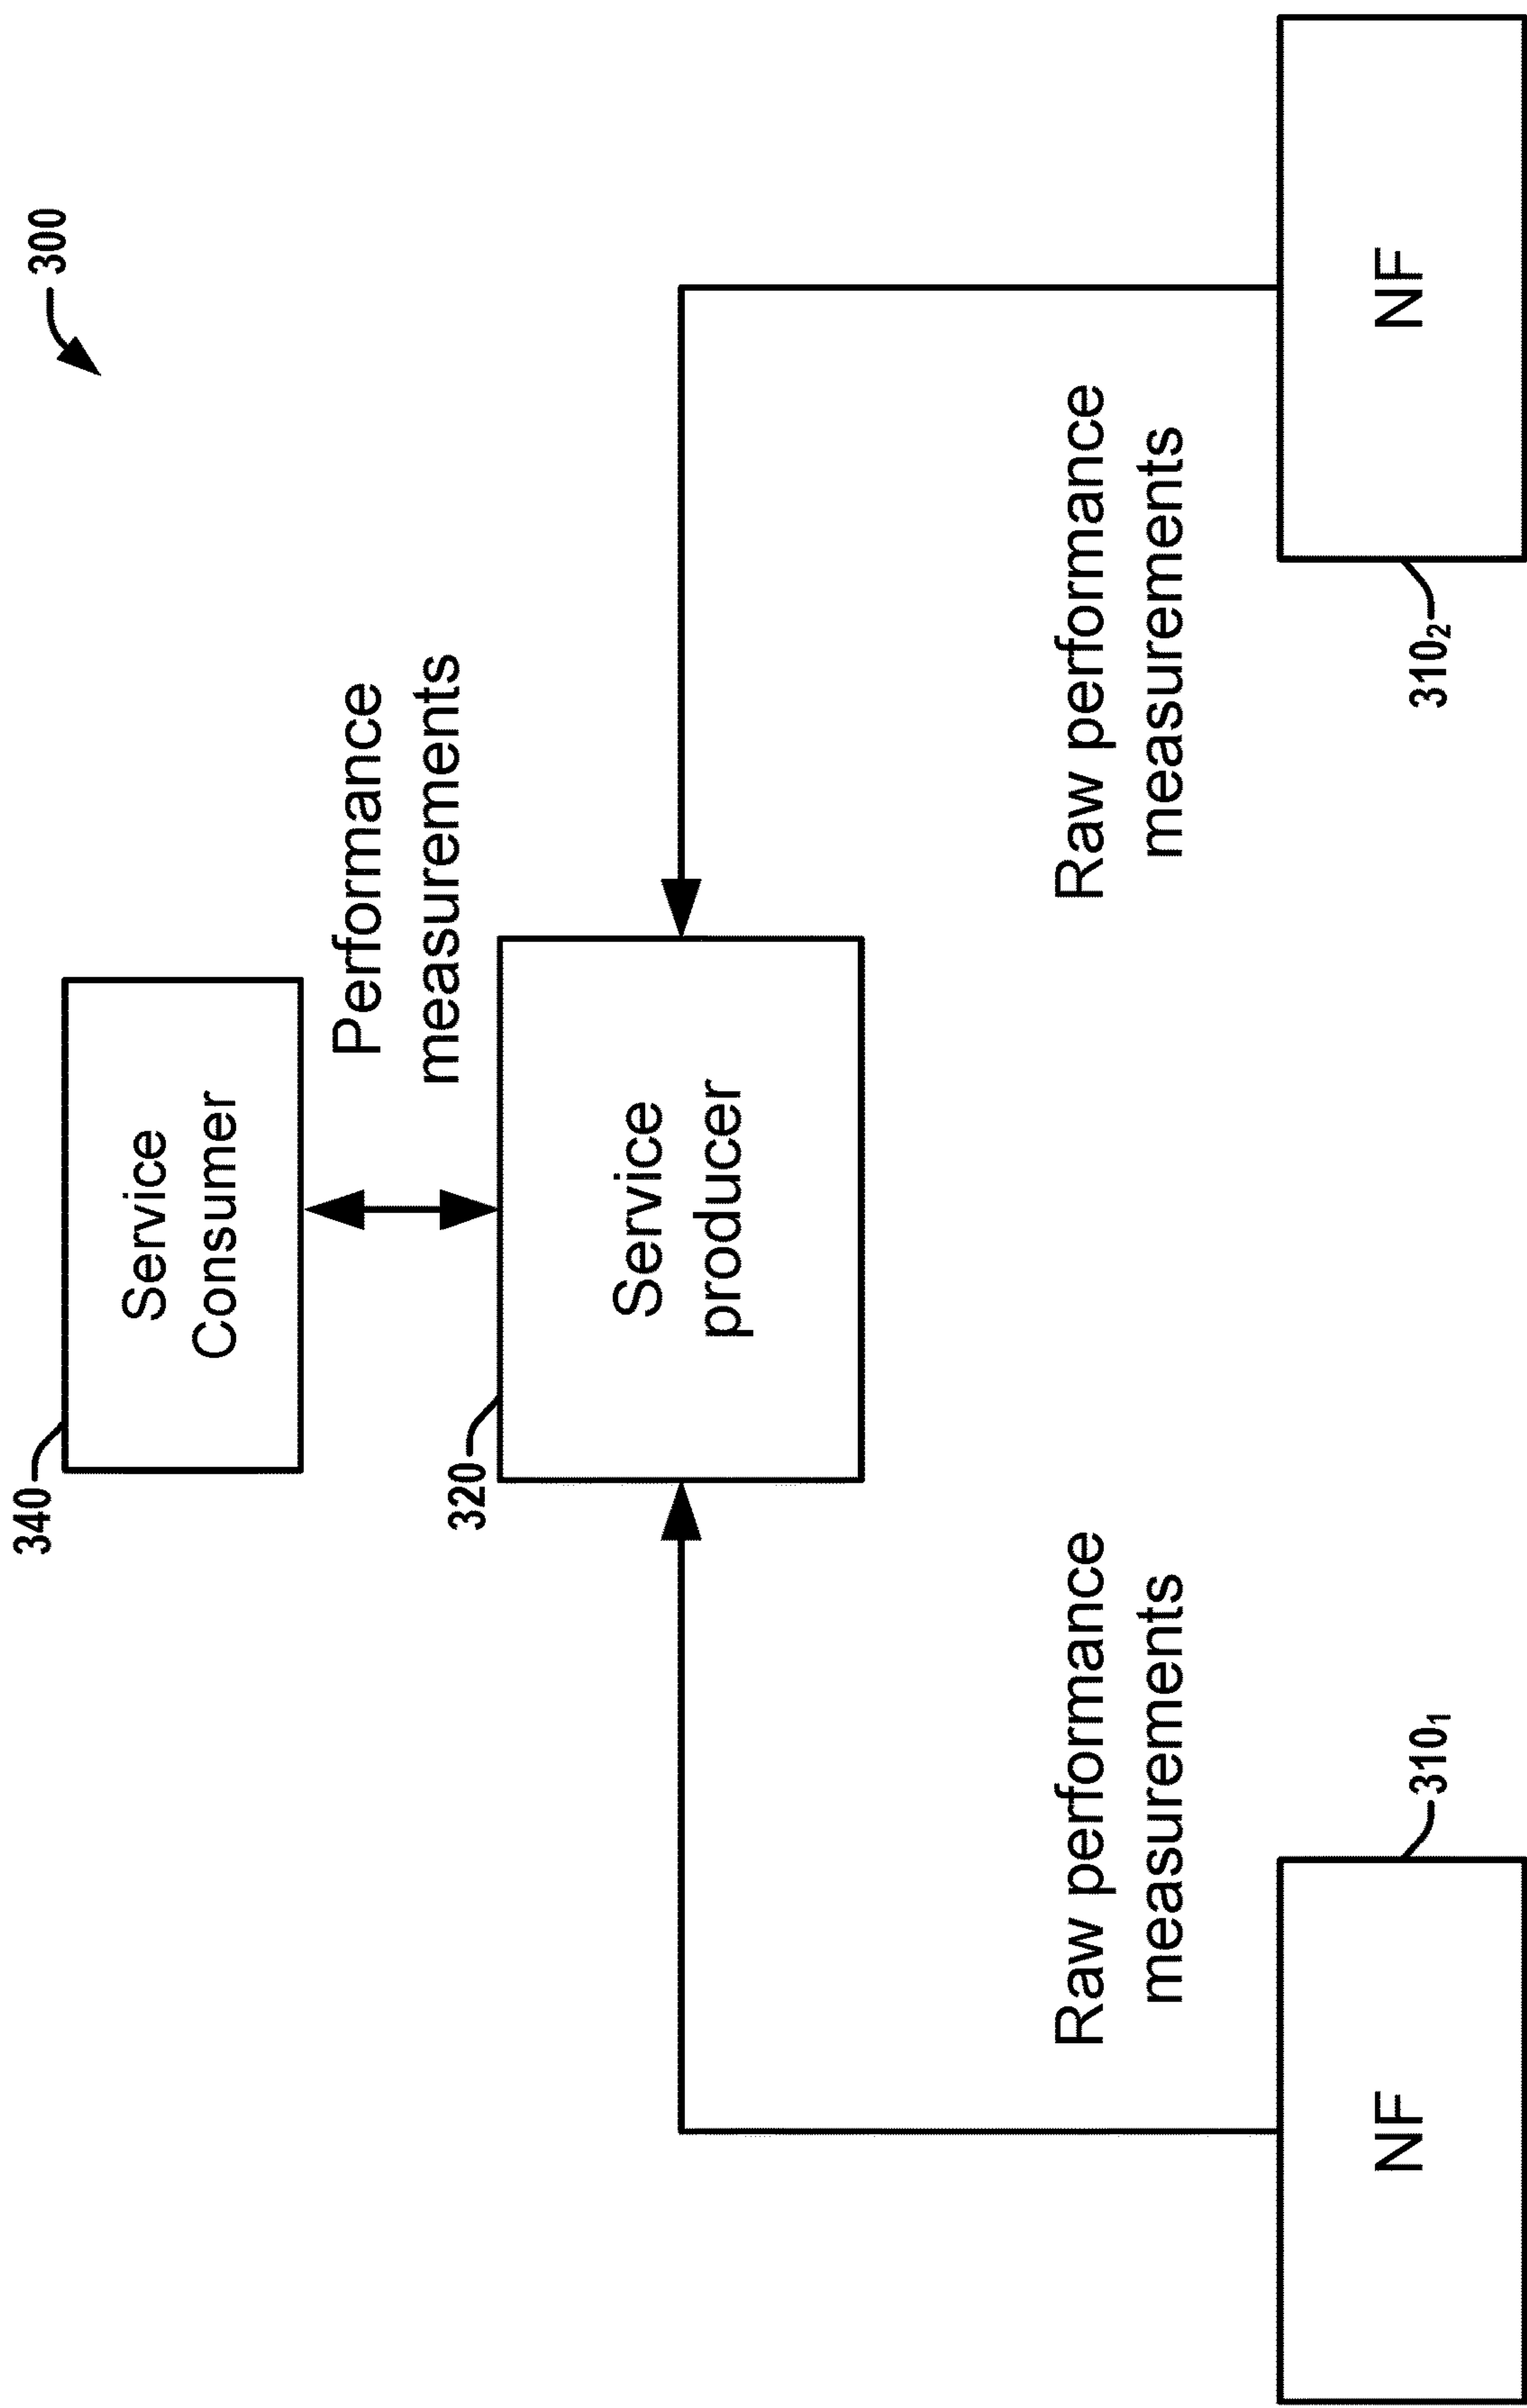 300
340
Service
Consumer
Performance
measurements
320
Service
producer
Raw performance
measurements
Raw performance
measurements
NF
310₁
310₂
NF